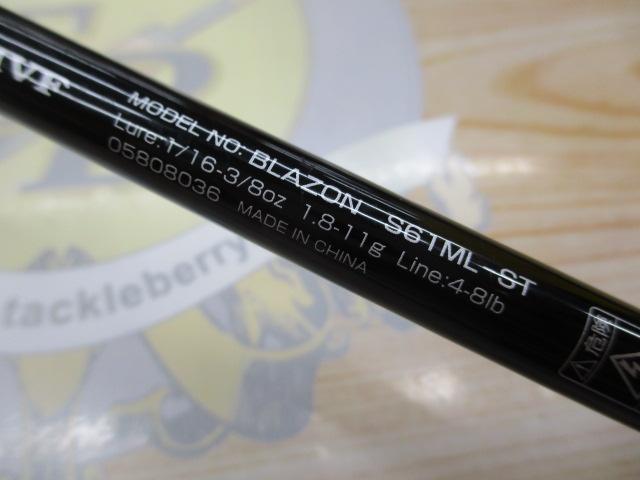 HVF
MODEL NO. BLAZON S61ML-ST
Lure:1/16-3/8oz 1.8-11g Line:4-8lb
05808036 MADE IN CHINA
危険
tackleberry